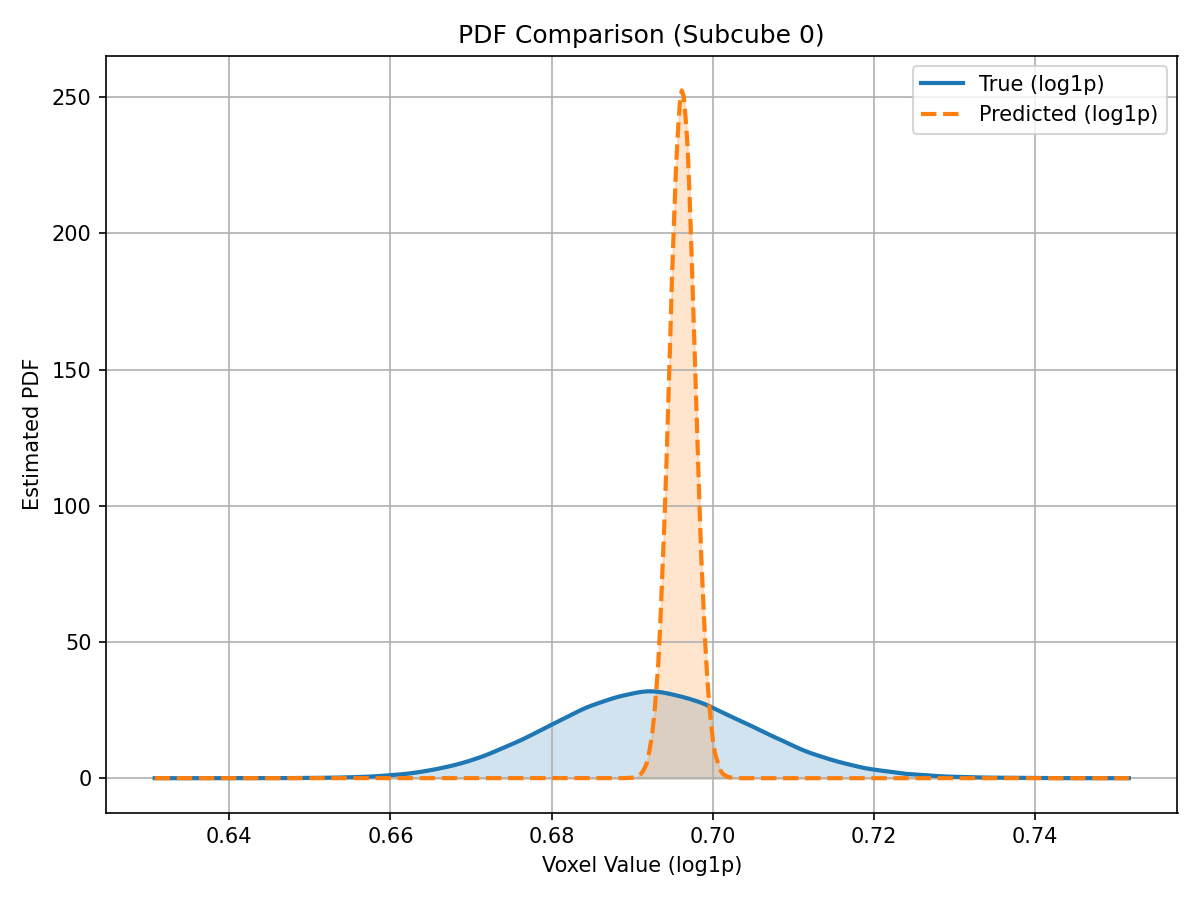 PDF Comparison (Subcube 0)
True (log1p)
Predicted (log1p)
Estimated PDF
250
200
150
100
50
0
0.64 0.66 0.68 0.70 0.72 0.74
Voxel Value (log1p)